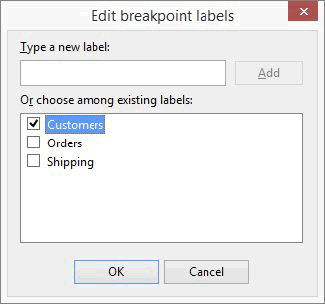 Edit breakpoint labels
Type a new label:
Add
Or choose among existing labels:
Customers
Orders
Shipping
OK Cancel